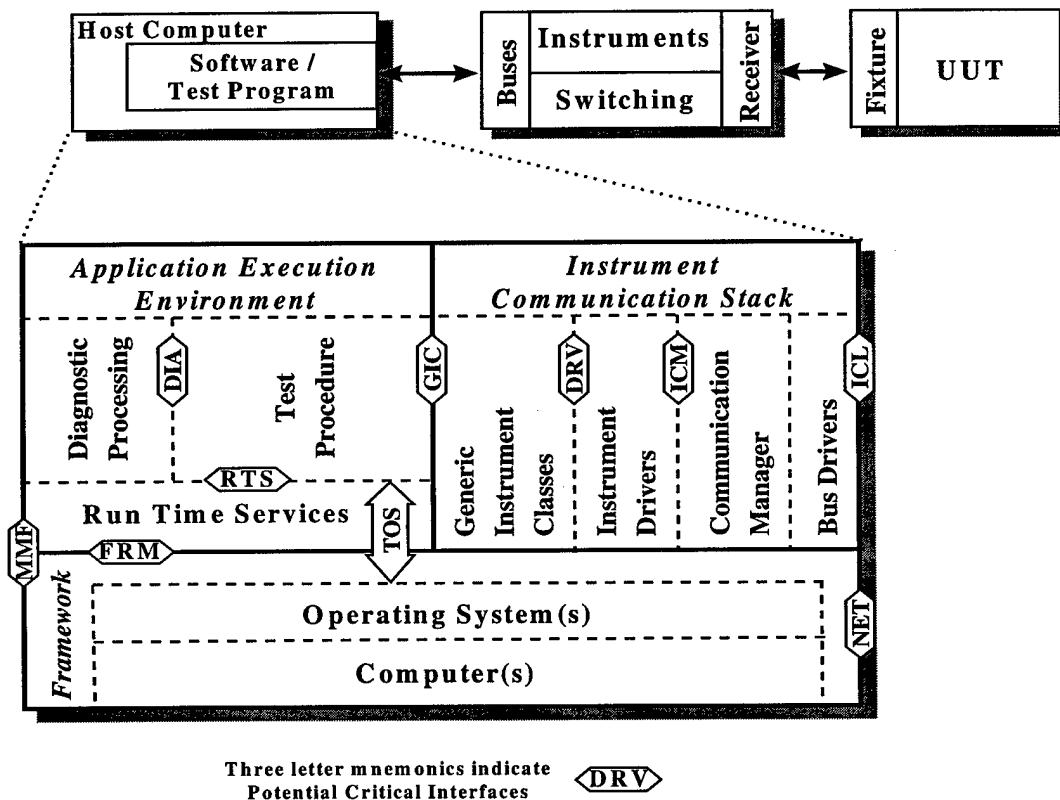 Host Computer
Software /
Test Program
Buses
Instruments
Switching
Receiver
Fixture
UUT
Application Execution
Environment
Instrument
Communication Stack
Diagnostic
Processing
DIA
Test
Procedure
GIC
Generic
Instrument
Classes
DRV
Instrument
Drivers
ICM
Communication
Manager
Bus Drivers
ICL
RTS
Run Time Services
TOS
MMF
FRM
Framework
Operating System(s)
Computer(s)
NET
Three letter mnemonics indicate
Potential Critical Interfaces
DRV